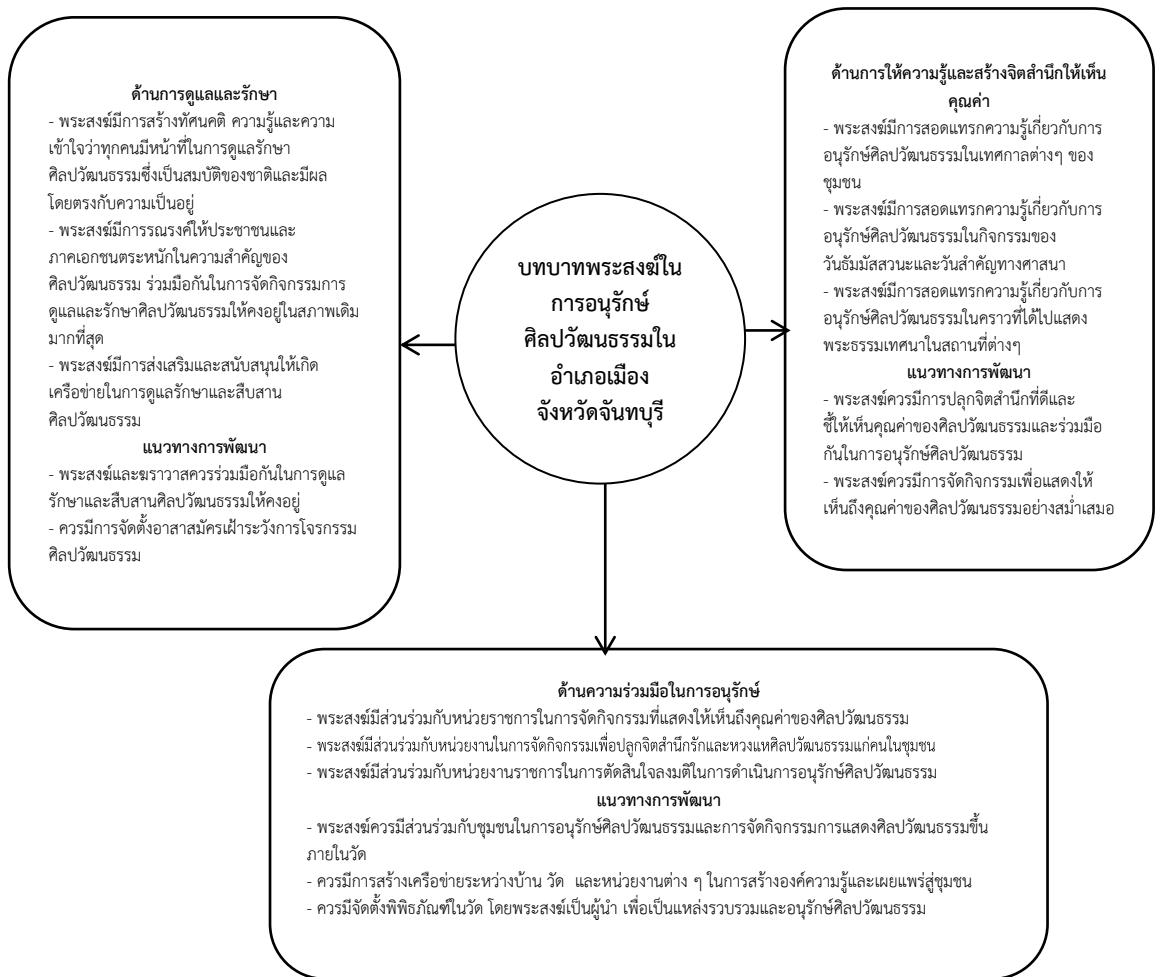 ด้านการดูแลและรักษา
- พระสงฆ์มีการสร้างทัศนคติ ความรู้และความ
เข้าใจว่าทุกคนมีหน้าที่ในการดูแลรักษา
ศิลปวัฒนธรรมซึ่งเป็นสมบัติของชาติและมีผล
โดยตรงกับความเป็นอยู่
- พระสงฆ์มีการรณรงค์ให้ประชาชนและ
ภาคเอกชนตระหนักในความสำคัญของ
ศิลปวัฒนธรรม ร่วมมือกันในการจัดกิจกรรมการ
ดูแลและรักษาศิลปวัฒนธรรมให้คงอยู่ในสภาพเดิม
มากที่สุด
- พระสงฆ์มีการส่งเสริมและสนับสนุนให้เกิด
เครือข่ายในการดูแลรักษาและสืบสาน
ศิลปวัฒนธรรม
แนวทางการพัฒนา
- พระสงฆ์และฆราวาสควรร่วมมือกันในการดูแล
รักษาและสืบสานศิลปวัฒนธรรมให้คงอยู่
- ควรมีการจัดตั้งอาสาสมัครเฝ้าระวังการโจรกรรม
ศิลปวัฒนธรรม
บทบาทพระสงฆ์ใน
การอนุรักษ์
ศิลปวัฒนธรรมใน
อำเภอเมือง
จังหวัดจันทบุรี
ด้านการให้ความรู้และสร้างจิตสำนึกให้เห็น
คุณค่า
- พระสงฆ์มีการสอดแทรกความรู้เกี่ยวกับการ
อนุรักษ์ศิลปวัฒนธรรมในเทศกาลต่างๆ ของ
ชุมชน
- พระสงฆ์มีการสอดแทรกความรู้เกี่ยวกับการ
อนุรักษ์ศิลปวัฒนธรรมในกิจกรรมของ
วันธัมมัสสวนะและวันสำคัญทางศาสนา
- พระสงฆ์มีการสอดแทรกความรู้เกี่ยวกับการ
อนุรักษ์ศิลปวัฒนธรรมในคราวที่ได้ไปแสดง
พระธรรมเทศนาในสถานที่ต่างๆ
แนวทางการพัฒนา
- พระสงฆ์ควรมีการปลุกจิตสำนึกที่ดีและ
ชี้ให้เห็นคุณค่าของศิลปวัฒนธรรมและร่วมมือ
กันในการอนุรักษ์ศิลปวัฒนธรรม
- พระสงฆ์ควรมีการจัดกิจกรรมเพื่อแสดงให้
เห็นถึงคุณค่าของศิลปวัฒนธรรมอย่างสม่ำเสมอ
ด้านความร่วมมือในการอนุรักษ์
- พระสงฆ์มีส่วนร่วมกับหน่วยราชการในการจัดกิจกรรมที่แสดงให้เห็นถึงคุณค่าของศิลปวัฒนธรรม
- พระสงฆ์มีส่วนร่วมกับหน่วยงานในการจัดกิจกรรมเพื่อปลูกจิตสำนึกรักและหวงแหศิลปวัฒนธรรมแก่คนในชุมชน
- พระสงฆ์มีส่วนร่วมกับหน่วยงานราชการในการตัดสินใจลงมติในการดำเนินการอนุรักษ์ศิลปวัฒนธรรม
แนวทางการพัฒนา
- พระสงฆ์ควรมีส่วนร่วมกับชุมชนในการอนุรักษ์ศิลปวัฒนธรรมและการจัดกิจกรรมการแสดงศิลปวัฒนธรรมขึ้น
ภายในวัด
- ควรมีการสร้างเครือข่ายระหว่างบ้าน วัด และหน่วยงานต่าง ๆ ในการสร้างองค์ความรู้และเผยแพร่สู่ชุมชน
- ควรมีจัดตั้งพิพิธภัณฑ์ในวัด โดยพระสงฆ์เป็นผู้นำ เพื่อเป็นแหล่งรวบรวมและอนุรักษ์ศิลปวัฒนธรรม